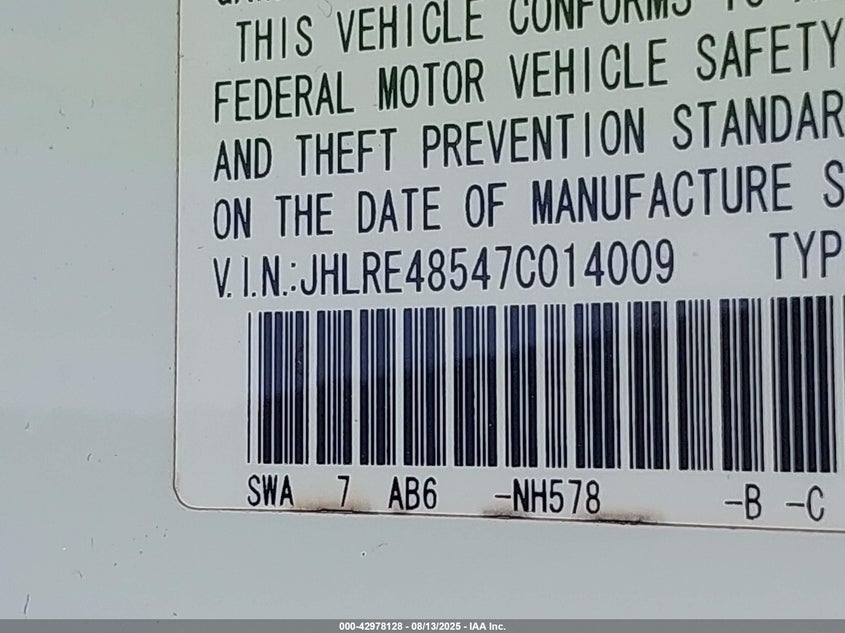 THIS VEHICLE CONFORMS TO
FEDERAL MOTOR VEHICLE SAFETY
AND THEFT PREVENTION STANDAR
ON THE DATE OF MANUFACTURE S
V.I.N.:JHLRE48547C014009 TYP
SWA 7 AB6 -NH578 -B -C
000-42978128 - 08/13/2025 - IAA Inc.